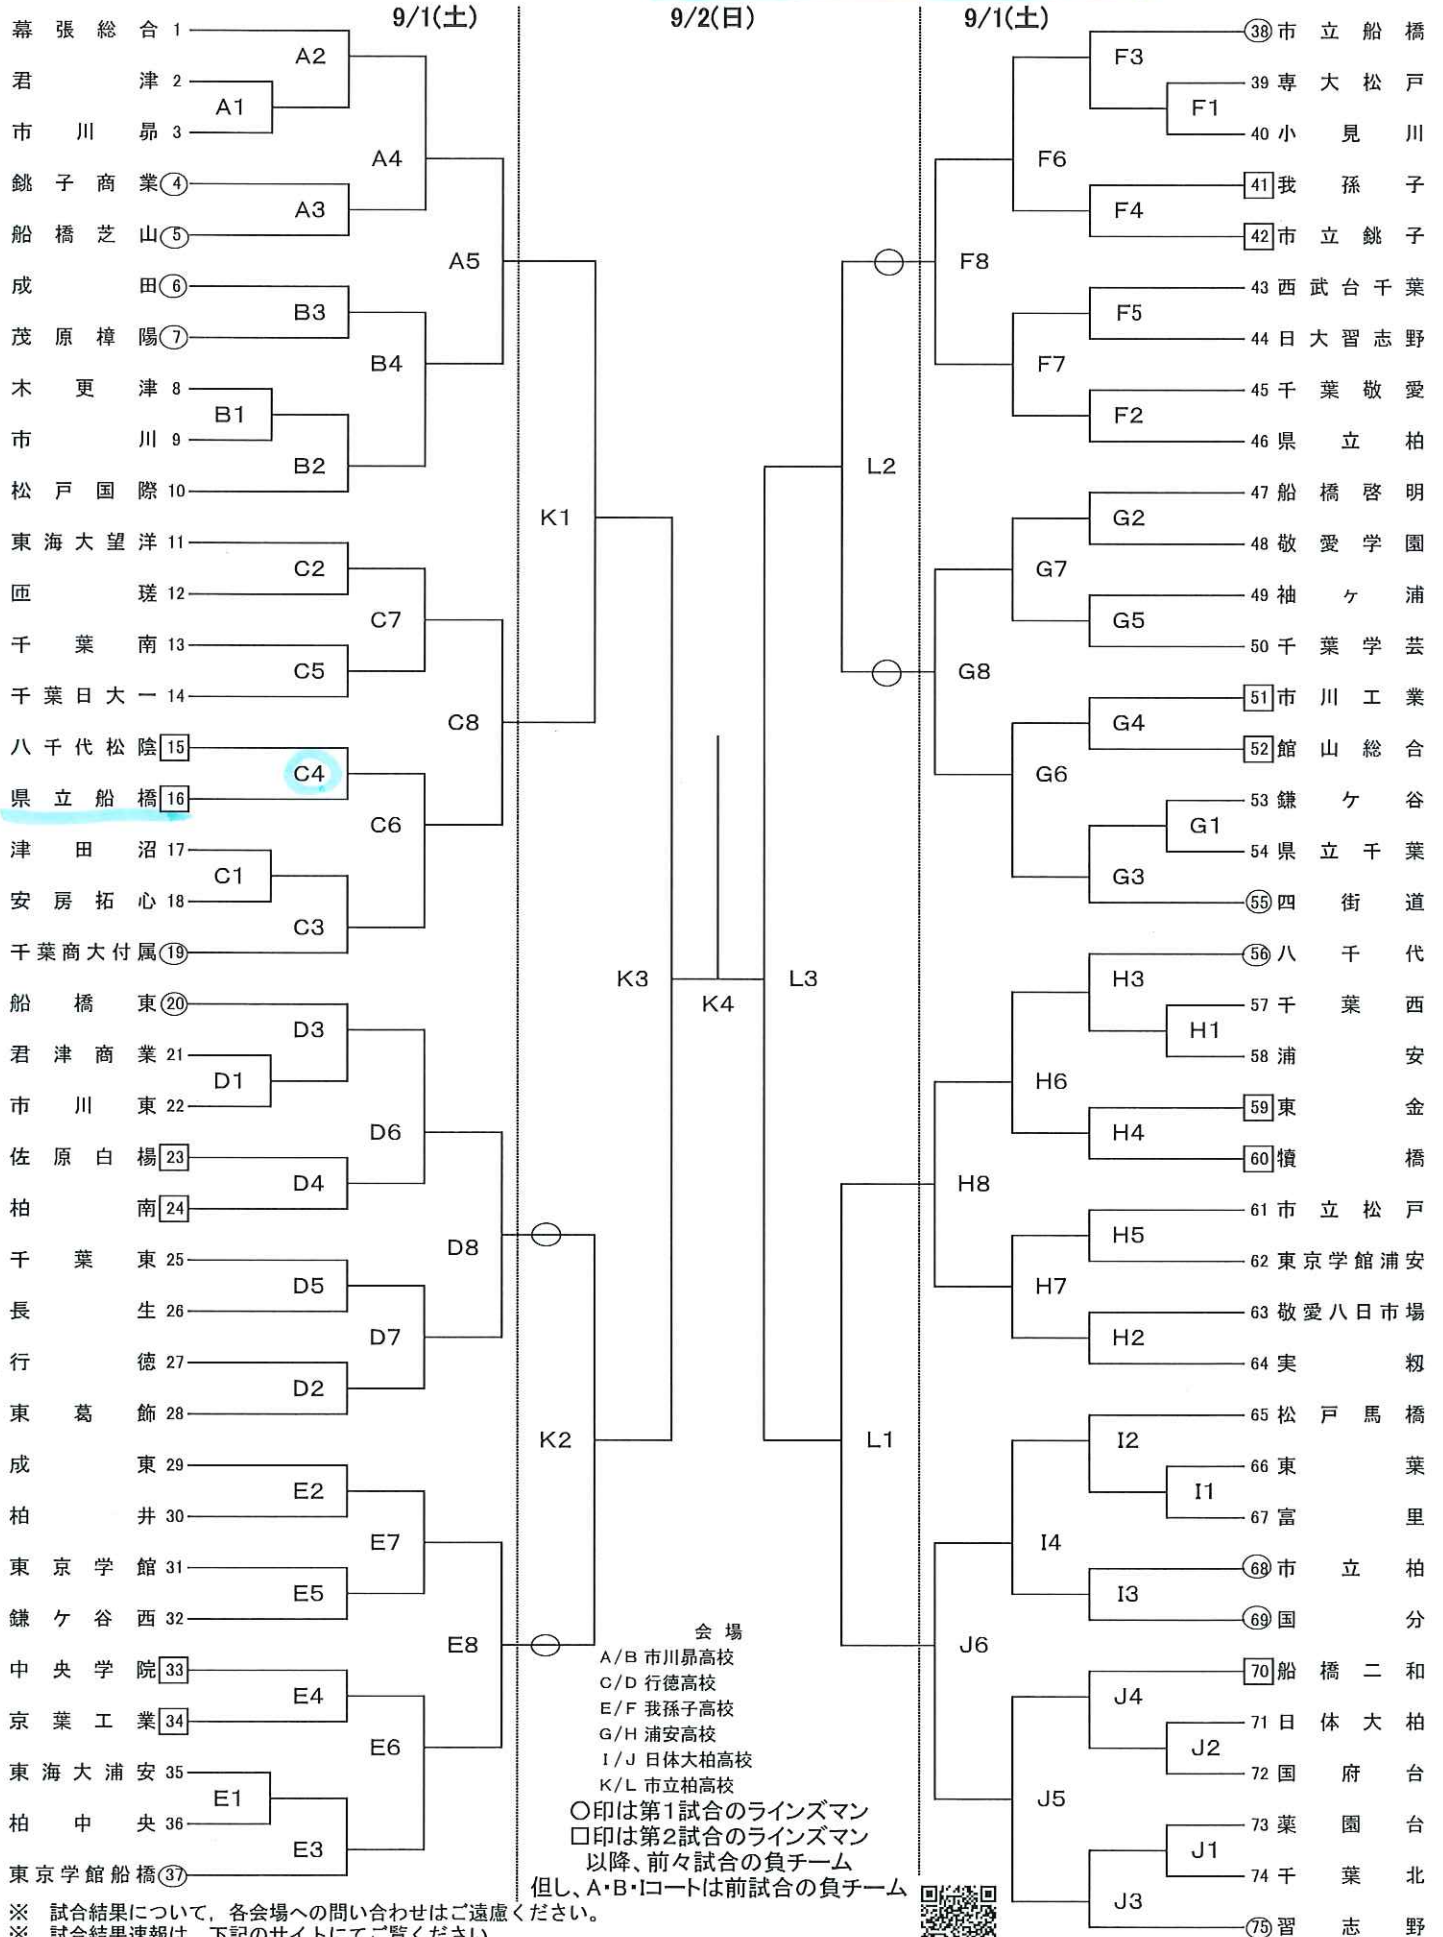 9/1(土) 9/2(日) 9/1(土)
幕張総合 1
君津 2
市川昴 3
銚子商業 4
船橋芝山 5
成田 6
茂原樟陽 7
木更津 8
市川 9
松戸国際 10
東海大望洋 11
匝瑳 12
千葉南 13
千葉日大一 14
八千代松陰 15
県立船橋 16
津田沼 17
安房拓心 18
千葉商大付属 19
船橋東 20
君津商業 21
市川東 22
佐原白楊 23
柏南 24
千葉東 25
長生 26
行徳 27
東葛飾 28
成東 29
柏井 30
東京学館 31
鎌ケ谷西 32
中央学院 33
京葉工業 34
東海大浦安 35
柏中央 36
東京学館船橋 37
A2
A1
A4
A3
A5
B3
B4
B1
B2
K1
C2
C7
C5
C8
C4
C6
C1
C3
K3
D3
D1
D6
D4
D8
D5
D7
D2
K2
E2
E7
E5
E8
E4
E6
E1
E3
K4
L3
L2
L1
F3
F1
F6
F4
F8
F5
F7
F2
G2
G7
G5
G8
G4
G6
G1
G3
H3
H1
H6
H4
H8
H5
H7
H2
I2
I1
I4
I3
J6
J4
J2
J5
J1
J3
38 市立船橋
39 専大松戸
40 小見川
41 我孫子
42 市立銚子
43 西武台千葉
44 日大習志野
45 千葉敬愛
46 県立柏
47 船橋啓明
48 敬愛学園
49 袖ヶ浦
50 千葉学芸
51 市川工業
52 館山総合
53 鎌ケ谷
54 県立千葉
55 四街道
56 八千代
57 千葉西
58 浦安
59 東金
60 犢橋
61 市立松戸
62 東京学館浦安
63 敬愛八日市場
64 実籾
65 松戸馬橋
66 東葉
67 富里
68 市立柏
69 国分
70 船橋二和
71 日体大柏
72 国府台
73 薬園台
74 千葉北
75 習志野
会場
A/B 市川昴高校
C/D 行徳高校
E/F 我孫子高校
G/H 浦安高校
I/J 日体大柏高校
K/L 市立柏高校
○印は第1試合のラインズマン
□印は第2試合のラインズマン
以降、前々試合の負チーム
但し、A・B・Iコートは前試合の負チーム
※ 試合結果について，各会場への問い合わせはご遠慮ください。
※ 試合結果速報は，下記のサイトにてご覧ください